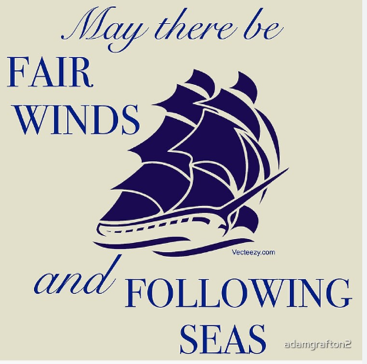 May there be
FAIR
WINDS
Vecteezy.com
and FOLLOWING
SEAS
adamgrafton2